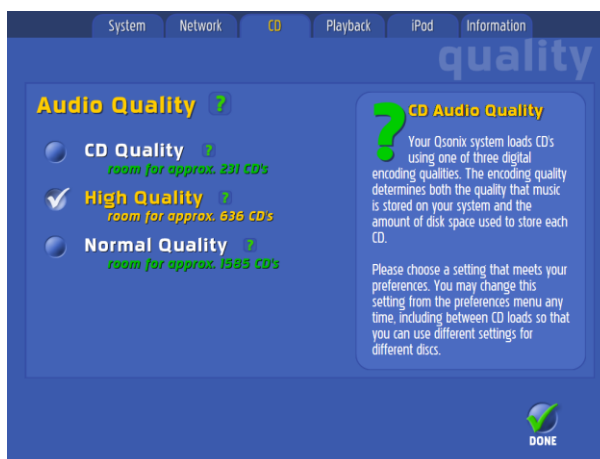 System Network CD Playback iPod Information
quality
Audio Quality ?
CD Quality ?
room for approx. 231 CD's
High Quality ?
room for approx. 636 CD's
Normal Quality ?
room for approx. 1585 CD's
? CD Audio Quality
Your Qsonix system loads CD's
using one of three digital
encoding qualities. The encoding quality
determines both the quality that music
is stored on your system and the
amount of disk space used to store each
CD.
Please choose a setting that meets your
preferences. You may change this
setting from the preferences menu any
time, including between CD loads so that
you can use different settings for
different discs.
DONE